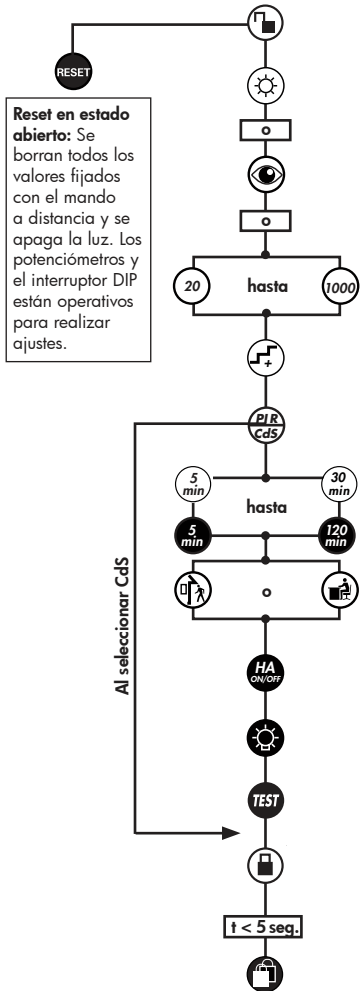 RESET
Reset en estado
abierto: Se
borran todos los
valores fijados
con el mando
a distancia y se
apaga la luz. Los
potenciómetros y
el interruptor DIP
están operativos
para realizar
ajustes.
o
o
20 hasta 1000
+
PIR
CdS
5
min
hasta
30
min
5
min
120
min
o
Al seleccionar CdS
HA
ON/OFF
TEST
t < 5 seg.